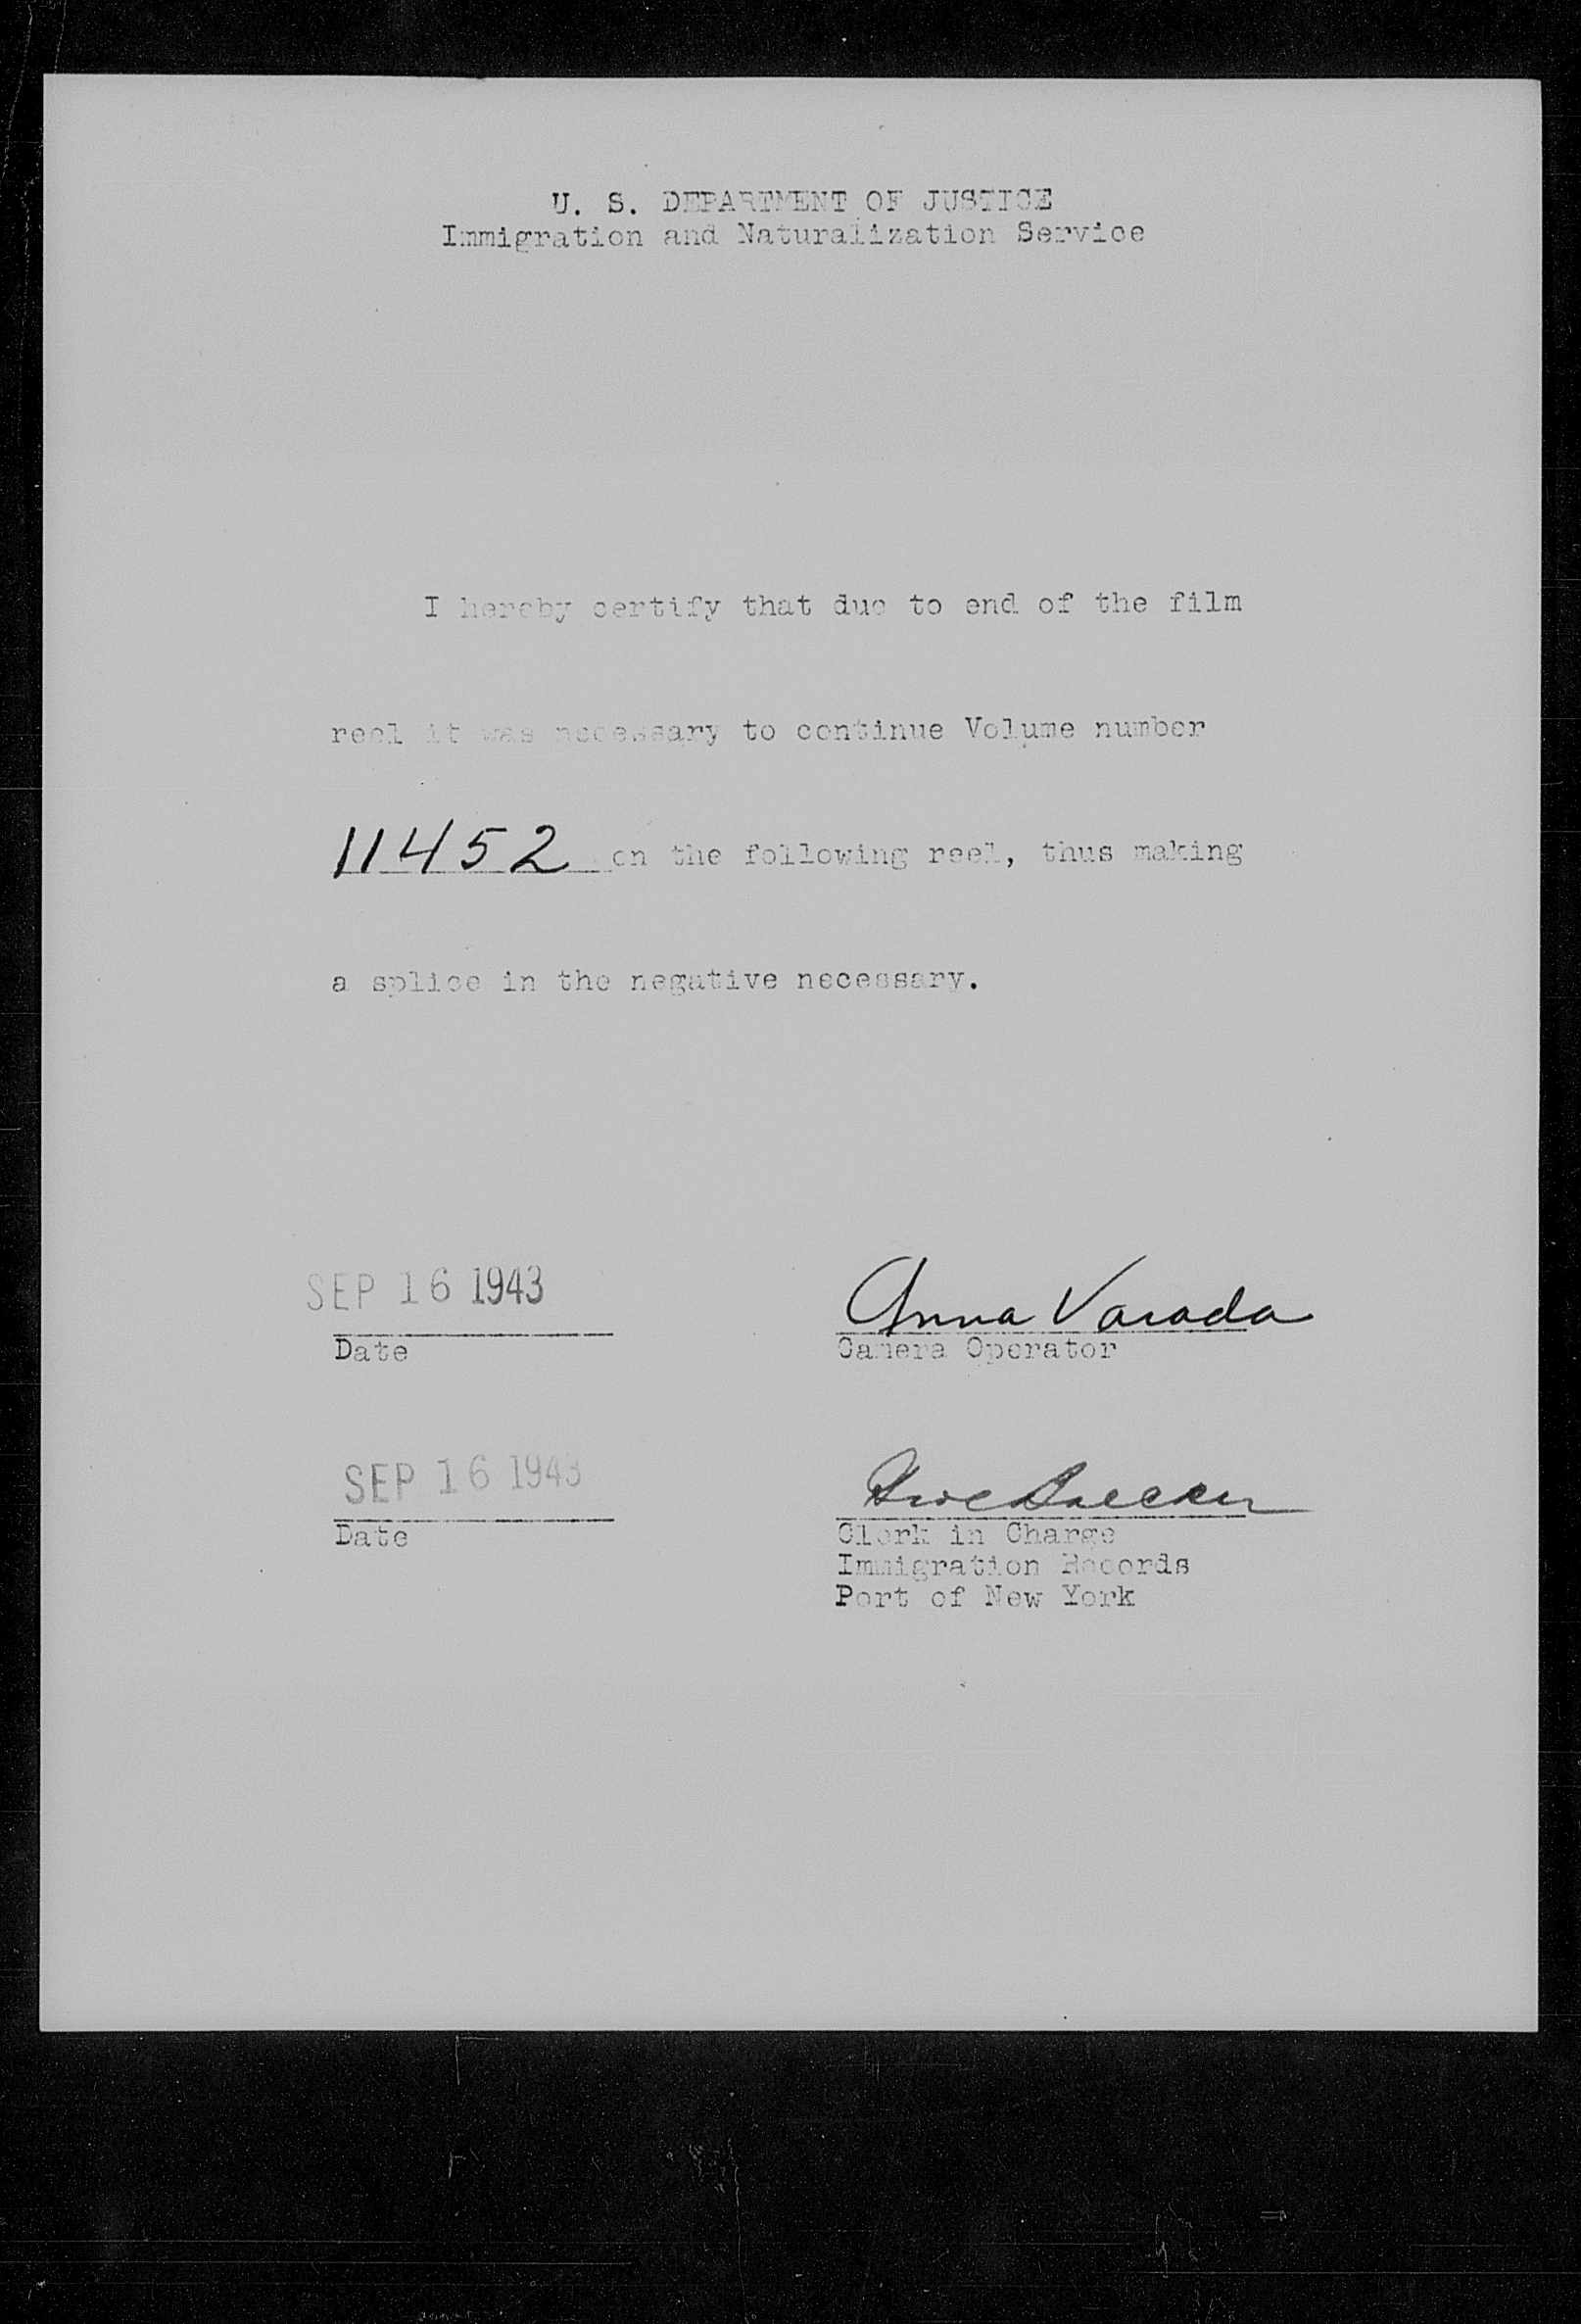 U. S. DEPARTMENT OF JUSTICE
Immigration and Naturalization Service
I hereby certify that due to end of the film
reel it was necessary to continue Volume number
11452 on the following reel, thus making
a splice in the negative necessary.
SEP 16 1943
Anna Varada
Date
Camera Operator
SEP 16 1943
Date
Clerk in Charge
Immigration Records
Port of New York